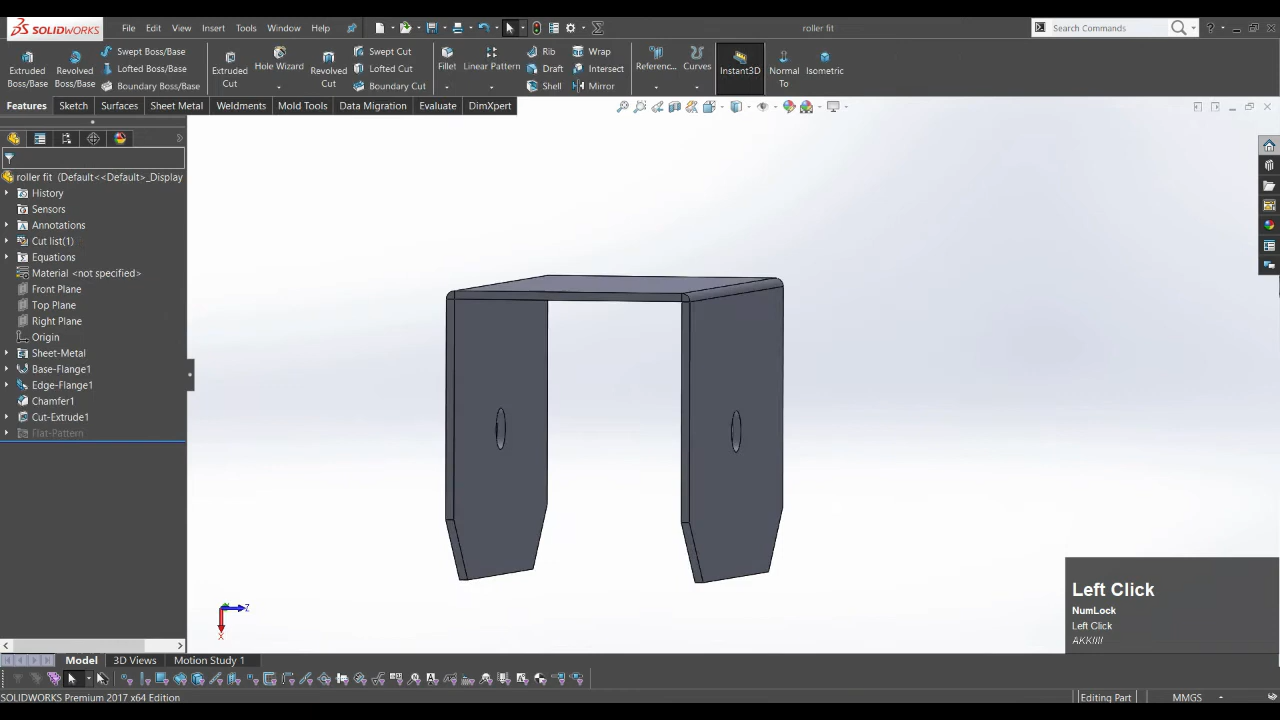 SOLIDWORKS File Edit View Insert Tools Window Help roller fit Search Commands ?
Extruded Boss/Base
Revolved Boss/Base
Swept Boss/Base
Lofted Boss/Base
Boundary Boss/Base
Extruded Cut
Hole Wizard
Revolved Cut
Swept Cut
Lofted Cut
Boundary Cut
Fillet
Linear Pattern
Rib
Draft
Shell
Wrap
Intersect
Mirror
Referenc...
Curves
Instant3D
Normal To
Isometric
Features Sketch Surfaces Sheet Metal Weldments Mold Tools Data Migration Evaluate DimXpert
roller fit (Default<<Default>_Display
History
Sensors
Annotations
Cut list(1)
Equations
Material <not specified>
Front Plane
Top Plane
Right Plane
Origin
Sheet-Metal
Base-Flange1
Edge-Flange1
Chamfer1
Cut-Extrude1
Flat-Pattern
Z
X
Left Click
NumLock
Left Click
AKK////
Model 3D Views Motion Study 1
SOLIDWORKS Premium 2017 x64 Edition Editing Part MMGS